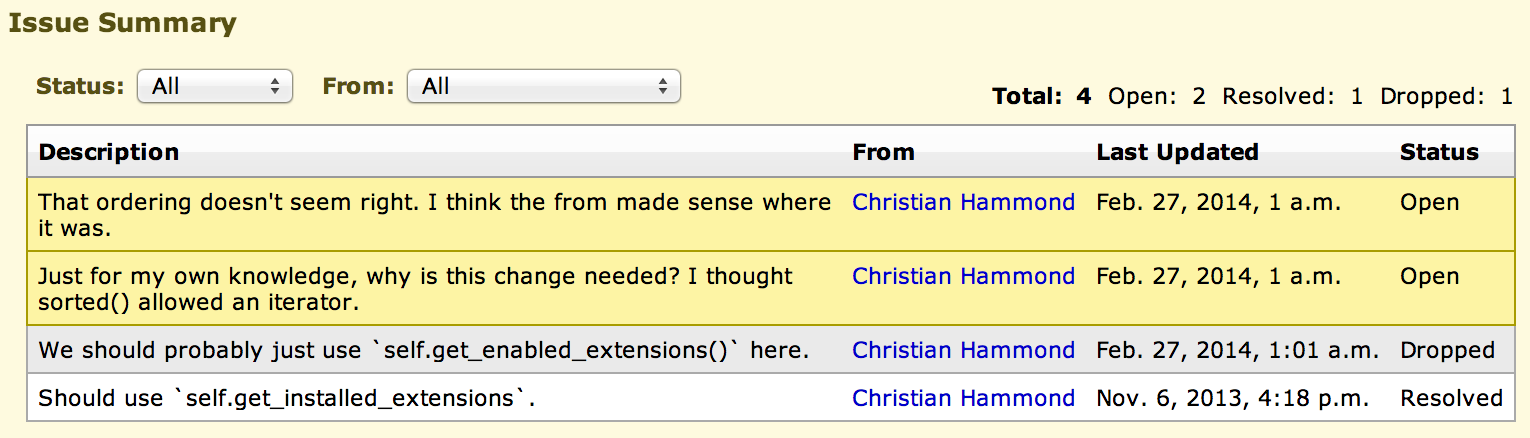 Issue Summary
Status: All From: All
Total: 4 Open: 2 Resolved: 1 Dropped: 1
Description From Last Updated Status
That ordering doesn't seem right. I think the from made sense where Christian Hammond Feb. 27, 2014, 1 a.m. Open
it was.
Just for my own knowledge, why is this change needed? I thought Christian Hammond Feb. 27, 2014, 1 a.m. Open
sorted() allowed an iterator.
We should probably just use `self.get_enabled_extensions()` here. Christian Hammond Feb. 27, 2014, 1:01 a.m. Dropped
Should use `self.get_installed_extensions`. Christian Hammond Nov. 6, 2013, 4:18 p.m. Resolved